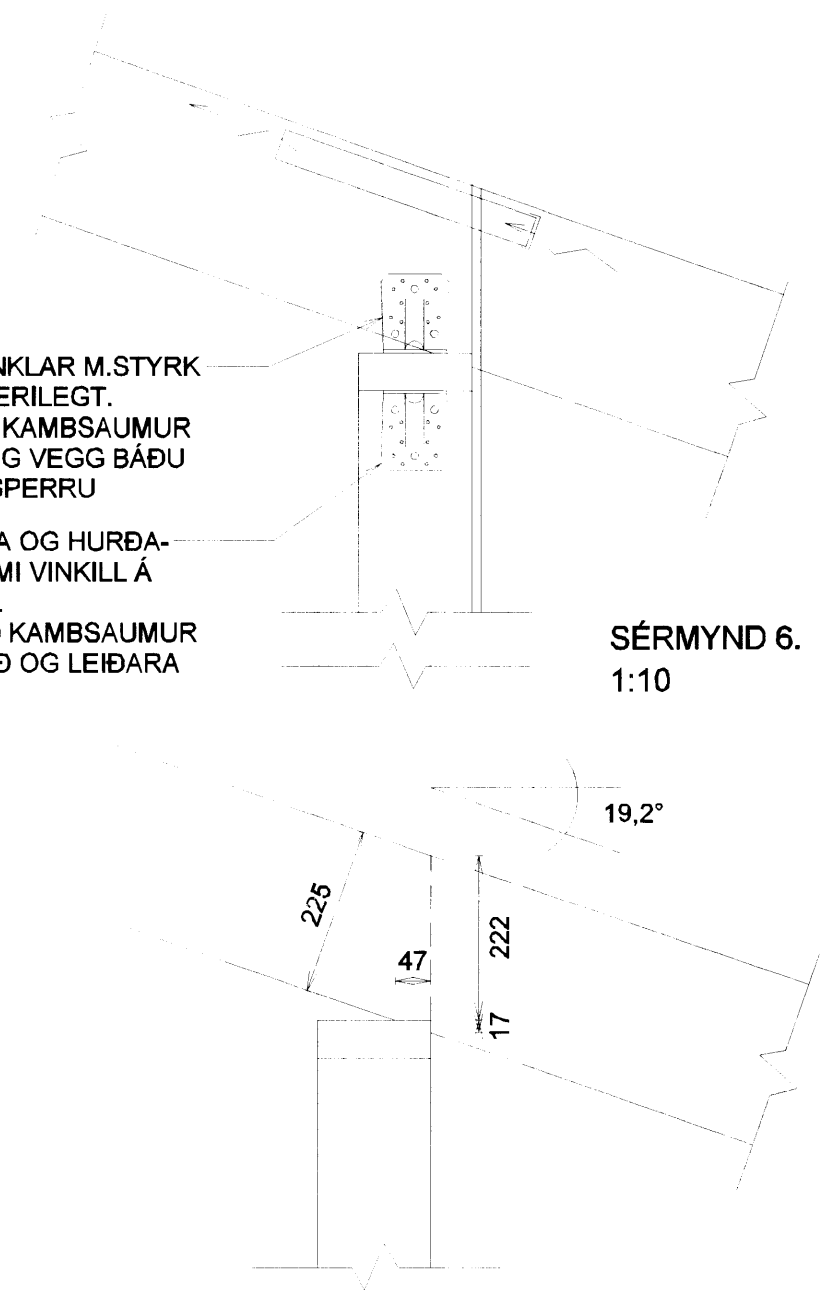 NKLAR M.STYRK
ERILEGT.
KAMBSAUMUR
G VEGG BÁÐU
SPERRU
A OG HURÐA-
MI VINKILL Á
KAMBSAUMUR
Ð OG LEIÐARA
SÉRMYND 6.
1:10
19,2°
225
47
222
17